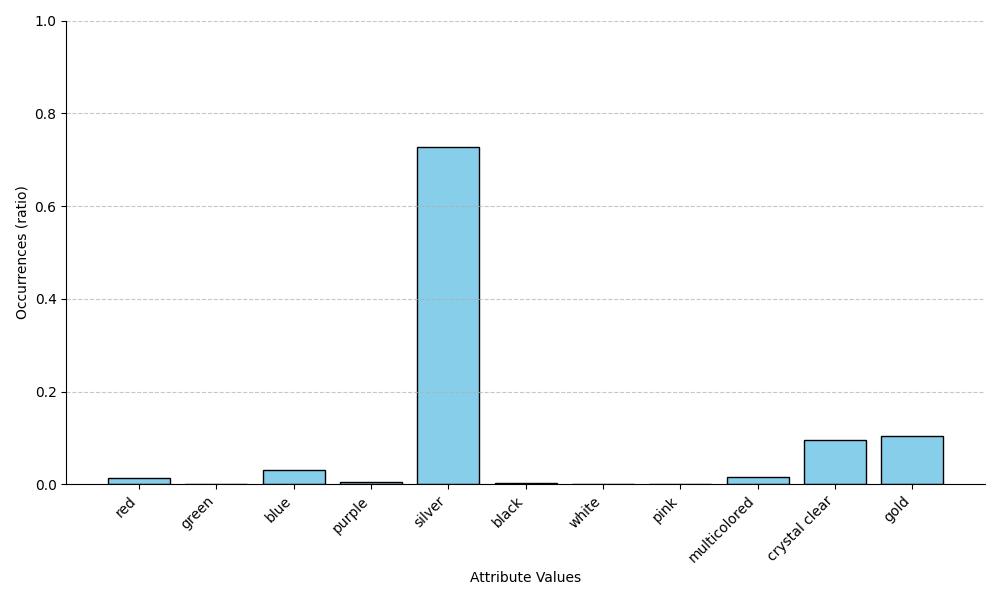 1.0
0.8
0.6
0.4
0.2
0.0
Occurrences (ratio)
red
green
blue
purple
silver
black
white
pink
multicolored
crystal clear
gold
Attribute Values